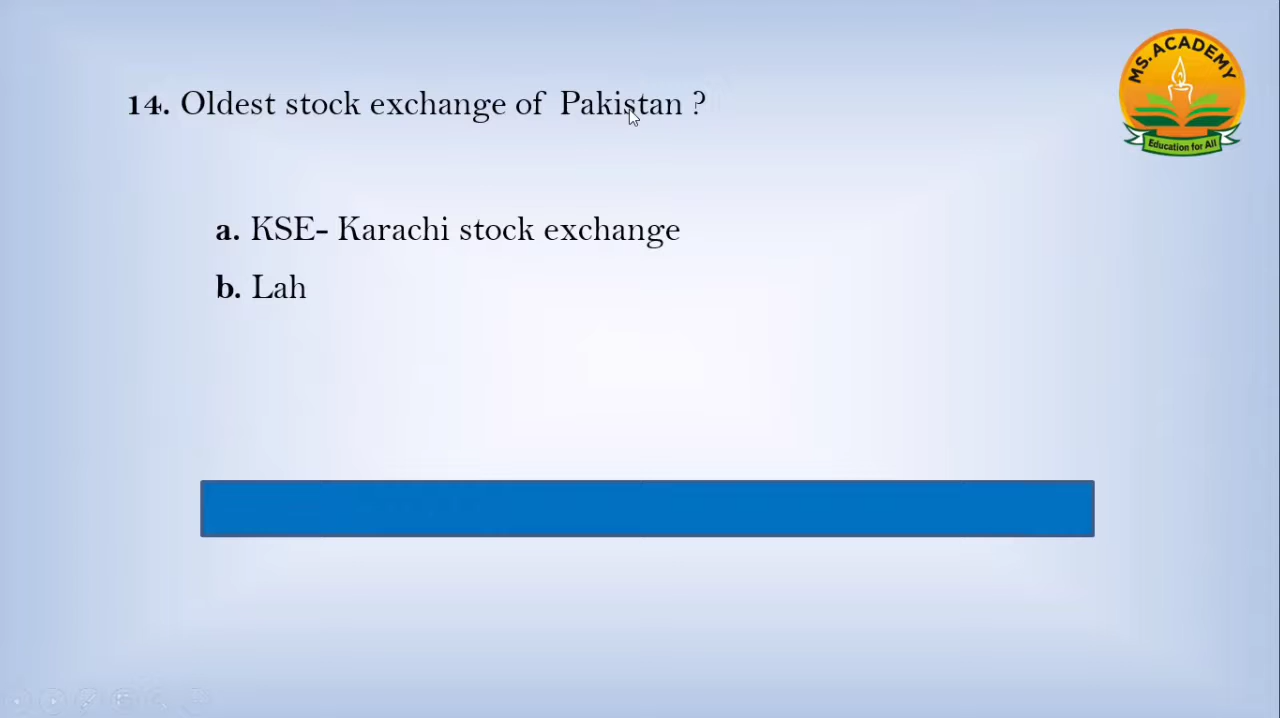 MS. ACADEMY
Education for All
14. Oldest stock exchange of Pakistan ?
a. KSE- Karachi stock exchange
b. Lah